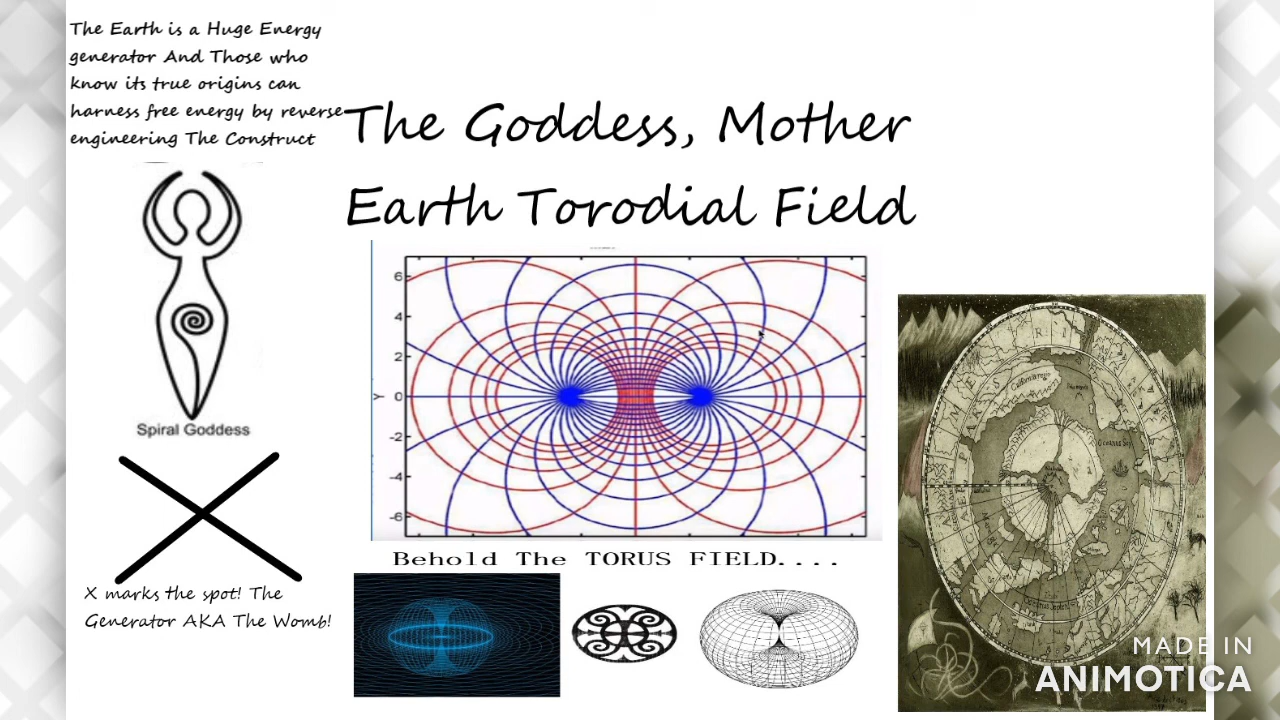 The Earth is a Huge Energy
generator And Those who
know its true origins can
harness free energy by reverse
engineering The Construct
The Goddess, Mother
Earth Torodial Field
Spiral Goddess
X marks the spot! The
Generator AKA The Womb!
6
4
2
Y 0
-2
-4
-6
Behold The TORUS FIELD....
MADE IN
ANIMOTICA